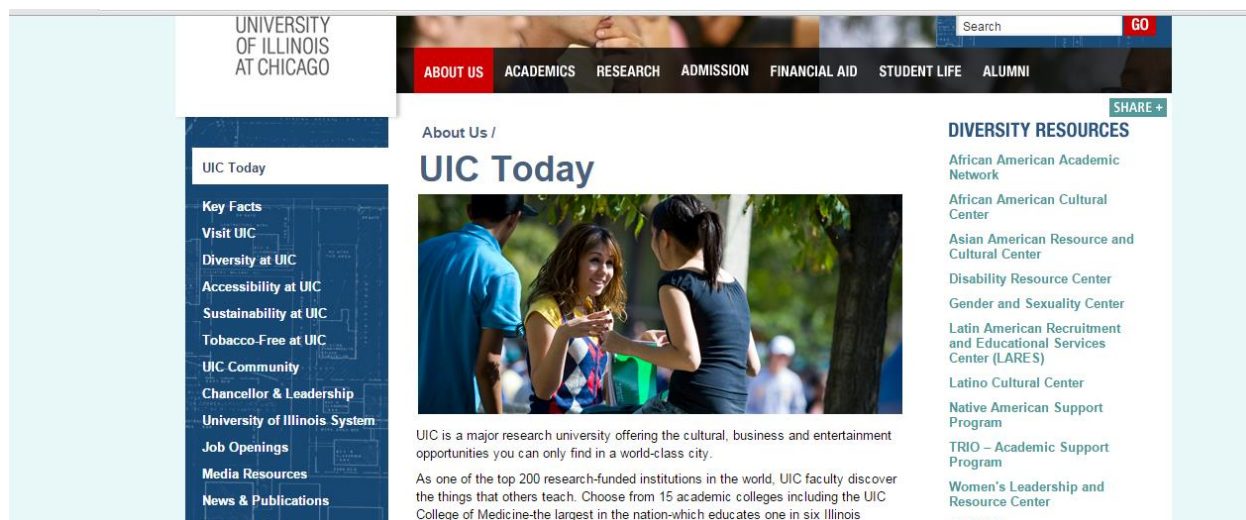 UNIVERSITY
OF ILLINOIS
AT CHICAGO
Search
GO
ABOUT US
ACADEMICS
RESEARCH
ADMISSION
FINANCIAL AID
STUDENT LIFE
ALUMNI
SHARE +
UIC Today
Key Facts
Visit UIC
Diversity at UIC
Accessibility at UIC
Sustainability at UIC
Tobacco-Free at UIC
UIC Community
Chancellor & Leadership
University of Illinois System
Job Openings
Media Resources
News & Publications
About Us /
UIC Today
UIC is a major research university offering the cultural, business and entertainment
opportunities you can only find in a world-class city.
As one of the top 200 research-funded institutions in the world, UIC faculty discover
the things that others teach. Choose from 15 academic colleges including the UIC
College of Medicine-the largest in the nation-which educates one in six Illinois
DIVERSITY RESOURCES
African American Academic
Network
African American Cultural
Center
Asian American Resource and
Cultural Center
Disability Resource Center
Gender and Sexuality Center
Latin American Recruitment
and Educational Services
Center (LARES)
Latino Cultural Center
Native American Support
Program
TRIO – Academic Support
Program
Women's Leadership and
Resource Center